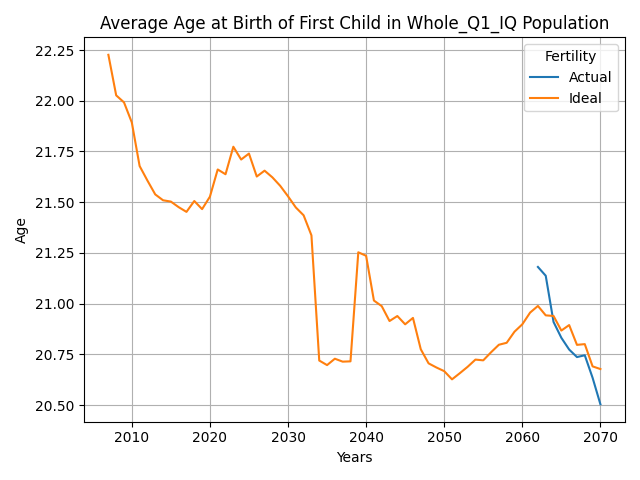 Average Age at Birth of First Child in Whole_Q1_IQ Population
Fertility
Actual
Ideal
22.25
22.00
21.75
21.50
21.25
21.00
20.75
20.50
Age
2010 2020 2030 2040 2050 2060 2070
Years